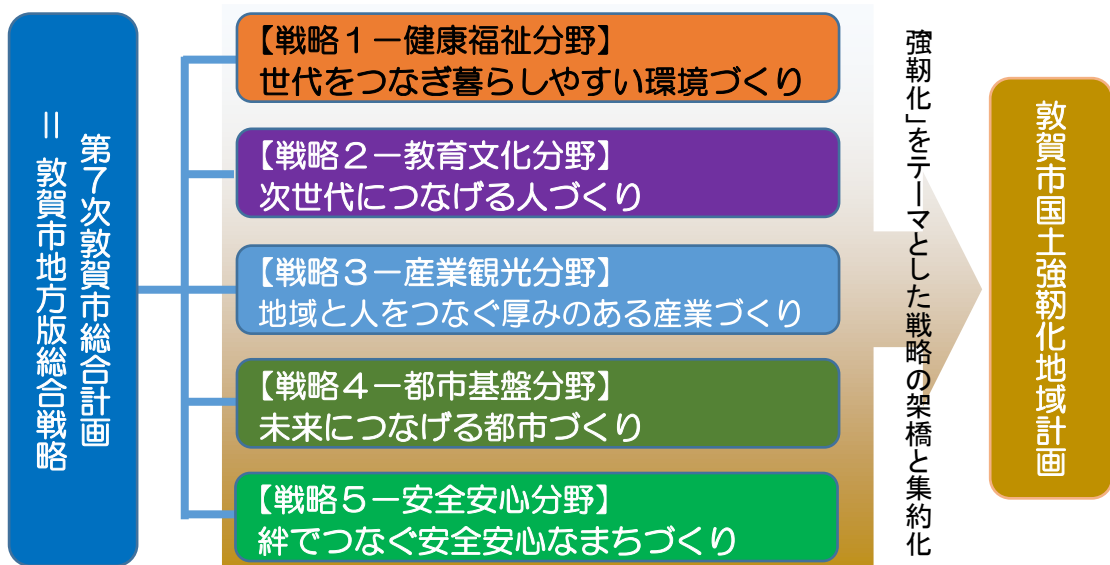 第７次敦賀市総合計画
＝ 敦賀市地方版総合戦略
【戦略１－健康福祉分野】
世代をつなぎ暮らしやすい環境づくり
【戦略２－教育文化分野】
次世代につなげる人づくり
【戦略３－産業観光分野】
地域と人をつなぐ厚みのある産業づくり
【戦略４－都市基盤分野】
未来につなげる都市づくり
【戦略５－安全安心分野】
絆でつなぐ安全安心なまちづくり
「強靭化」をテーマとした戦略の架橋と集約化
敦賀市国土強靭化地域計画